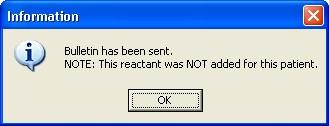 Information
Bulletin has been sent.
NOTE: This reactant was NOT added for this patient.
OK